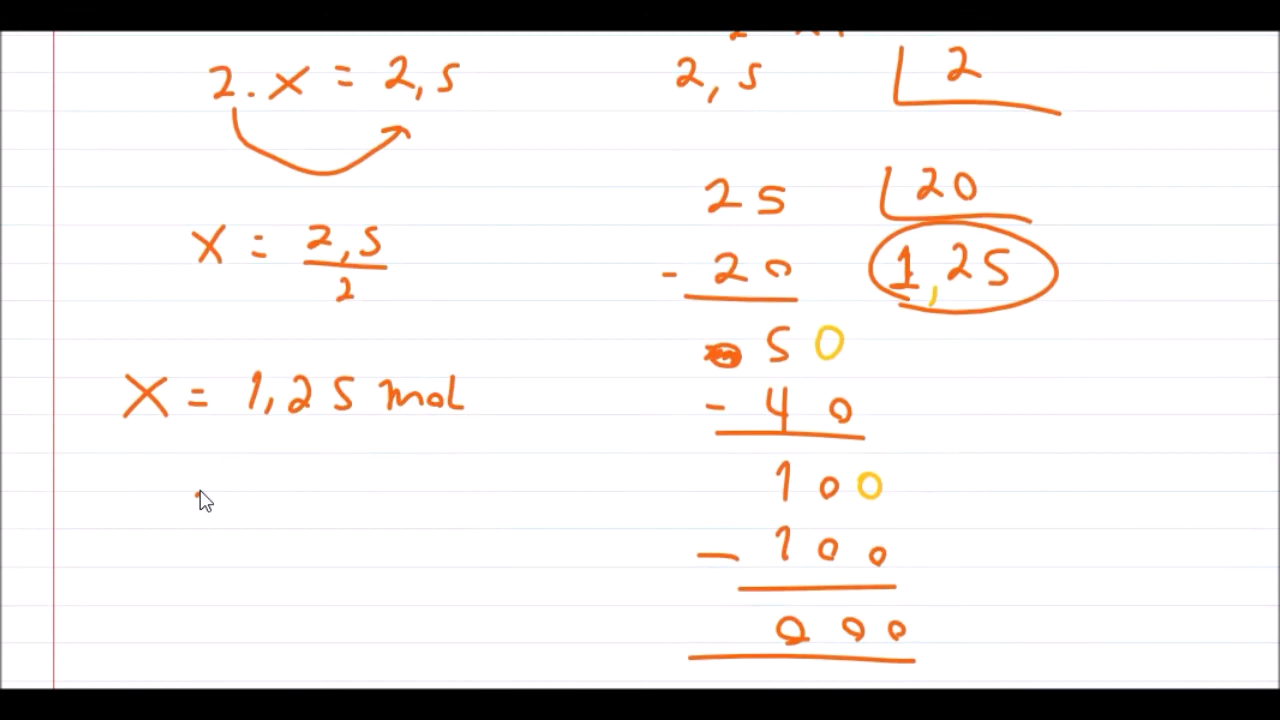 2 . x = 2,5
x = 2,5
2
X = 1,25 mol
2,5 2
25 20
- 20 1,25
50
- 40
100
- 100
000